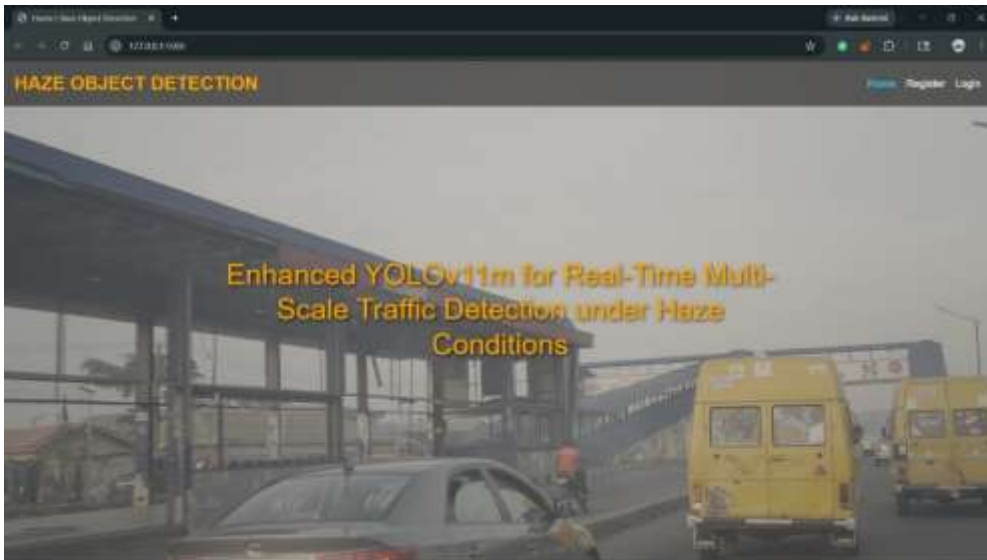 HAZE OBJECT DETECTION
Home Register Login
Enhanced YOLOv11m for Real-Time Multi-
Scale Traffic Detection under Haze
Conditions